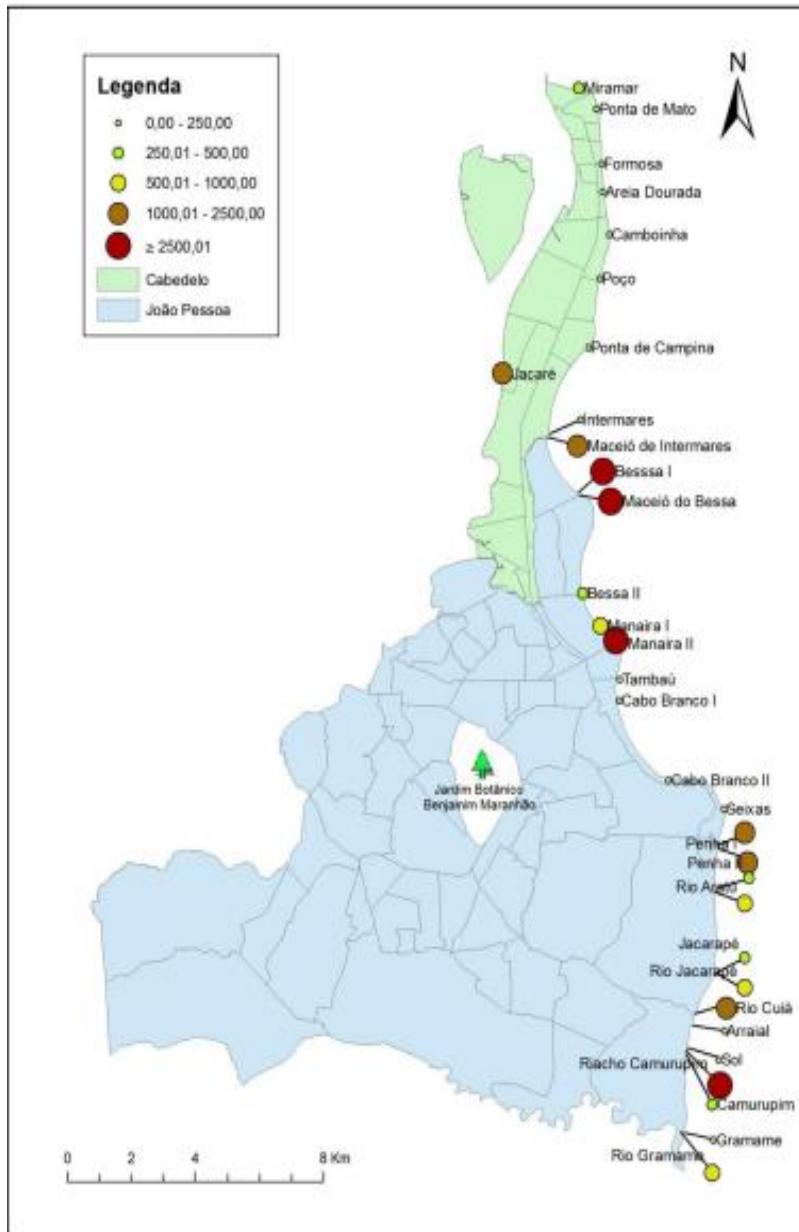 Legenda
0,00 - 250,00
250,01 - 500,00
500,01 - 1000,00
1000,01 - 2500,00
≥ 2500,01
Cabedelo
João Pessoa
N
Miramar
Ponta de Mato
Formosa
Areia Dourada
Camboinha
Poço
Ponta de Campina
Jacaré
Intermares
Maceió de Intermares
Besssa I
Maceió do Bessa
Bessa II
Manaira I
Manaira II
Tambaú
Cabo Branco I
Cabo Branco II
Jardim Botânico
Benjainim Maranhão
Seixas
Penha I
Penha
Rio Aratú
Jacarapé
Rio Jacarapé
Rio Cuiá
Arraial
Sol
Riacho Camurupim
Camurupim
Gramame
Rio Gramame
0 2 4 8 Km